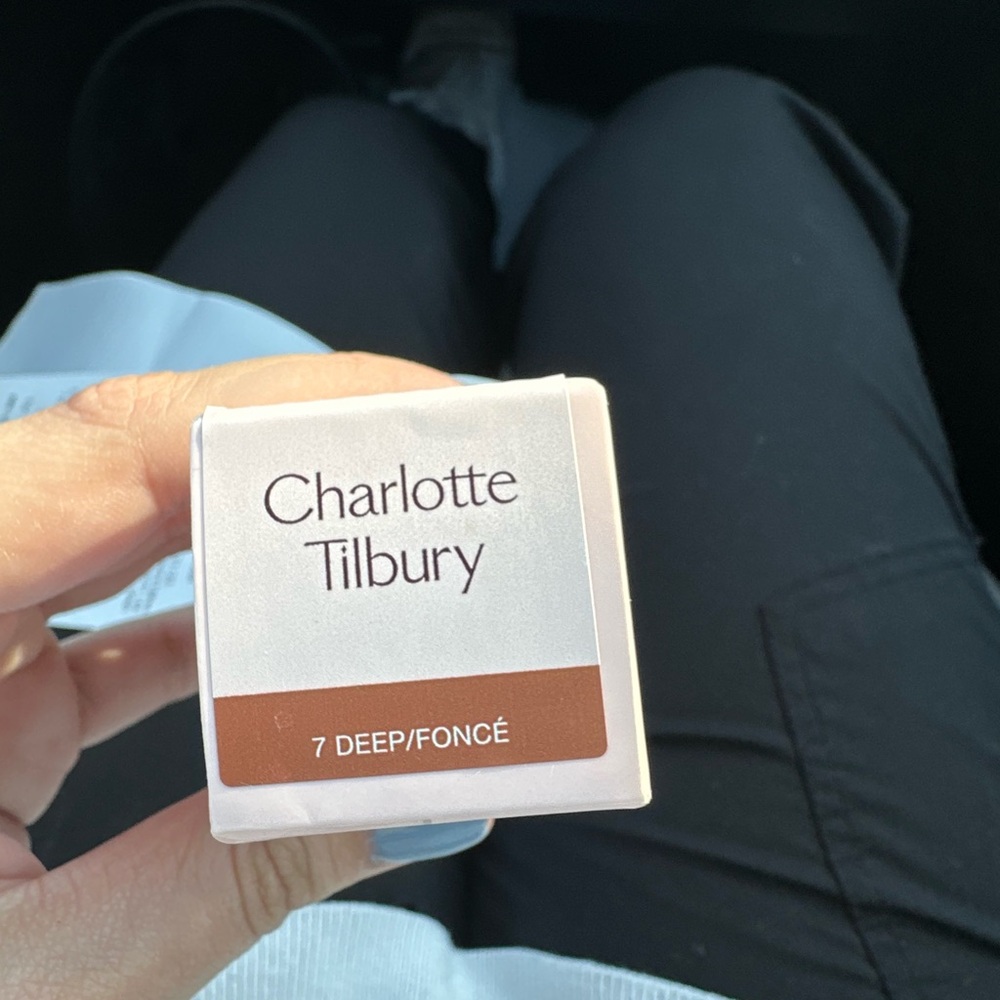 Charlotte
Tilbury
7 DEEP/FONCÉ